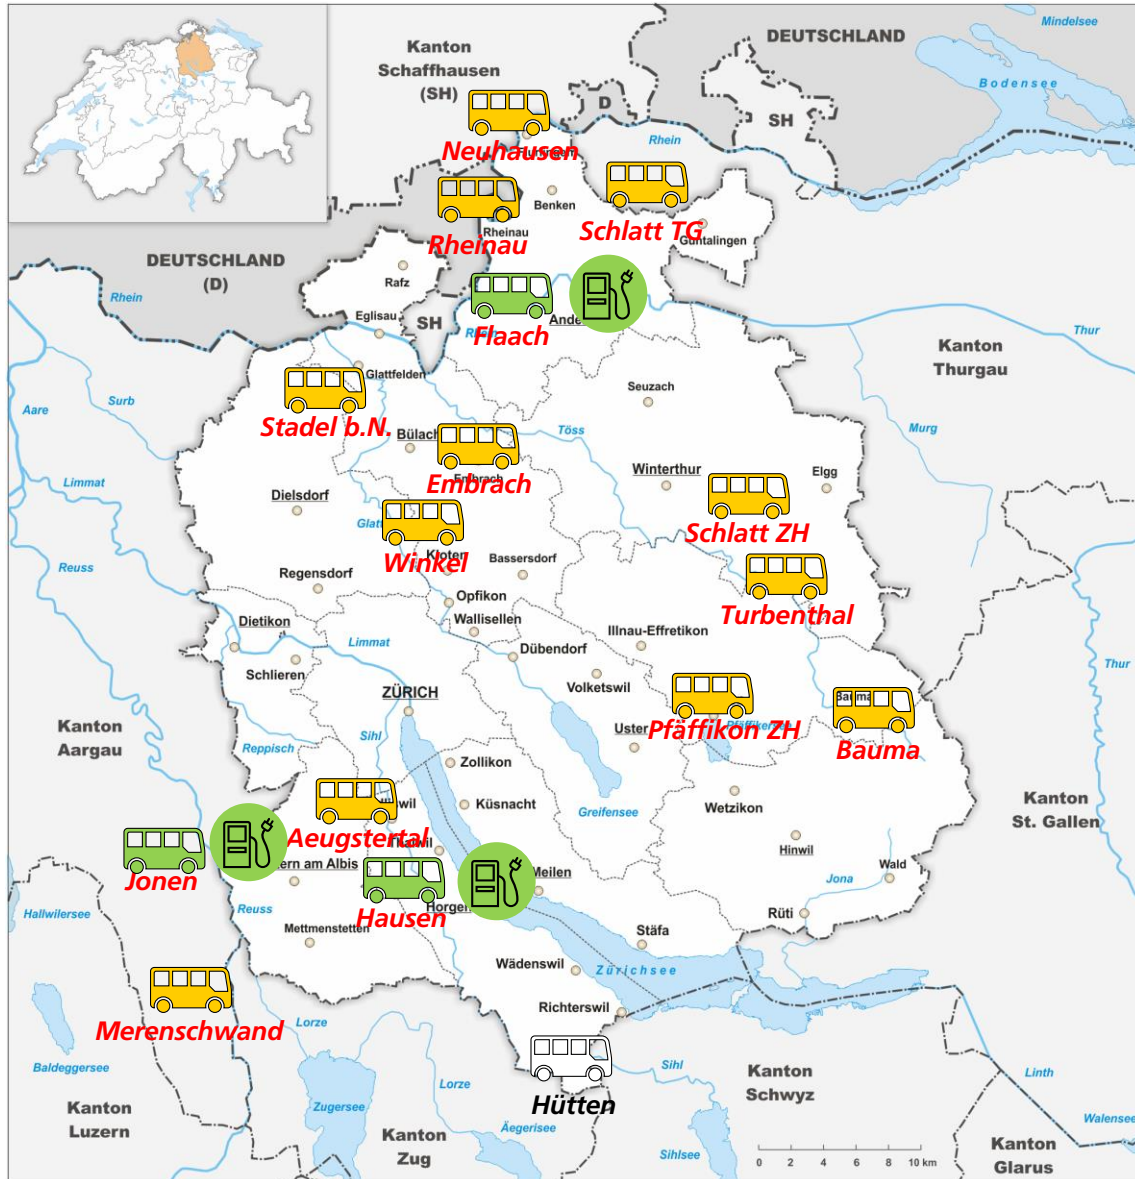 DEUTSCHLAND
Mindelsee
Kanton
Schaffhausen
(SH)
Bodensee
D
SH
Rhein
Neuhausen
Benken
Rheinau
Rheinau
Schlatt TG
Guntalingen
DEUTSCHLAND
(D)
Rafz
Rhein
Eglisau
SH
Flaach
Thur
Kanton
Thurgau
Glattfelden
Seuzach
Stadel b.N.
Aare
Surb
Bülach
Töss
Murg
Embrach
Embrach
Winterthur
Elgg
Limmat
Dielsdorf
Glatt
Schlatt ZH
Winkel
Kloten
Bassersdorf
Reuss
Regensdorf
Opfikon
Turbenthal
Dietikon
Wallisellen
Illnau-Effretikon
Limmat
Dübendorf
Schlieren
Volketswil
Thur
ZÜRICH
Bauma
Kanton
Aargau
Sihl
Uster
Pfäffikon ZH
Pfäffikersee
Bauma
Reppisch
Zollikon
Küsnacht
Greifensee
Wetzikon
Kanton
St. Gallen
Aeugstertal
Hinwil
Jonen
Wald
Meilen
Jona
Hausen
Horgen
Hallwilersee
Reuss
Rüti
Mettmenstetten
Stäfa
Wädenswil
Zürichsee
Richterswil
Merenschwand
Lorze
Baldeggersee
Sihl
Kanton
Schwyz
Linth
Hütten
Lorze
Zugersee
Kanton
Luzern
Kanton
Zug
Ägerisee
Sihlsee
Walensee
Kanton
Glarus
0 2 4 6 8 10 km